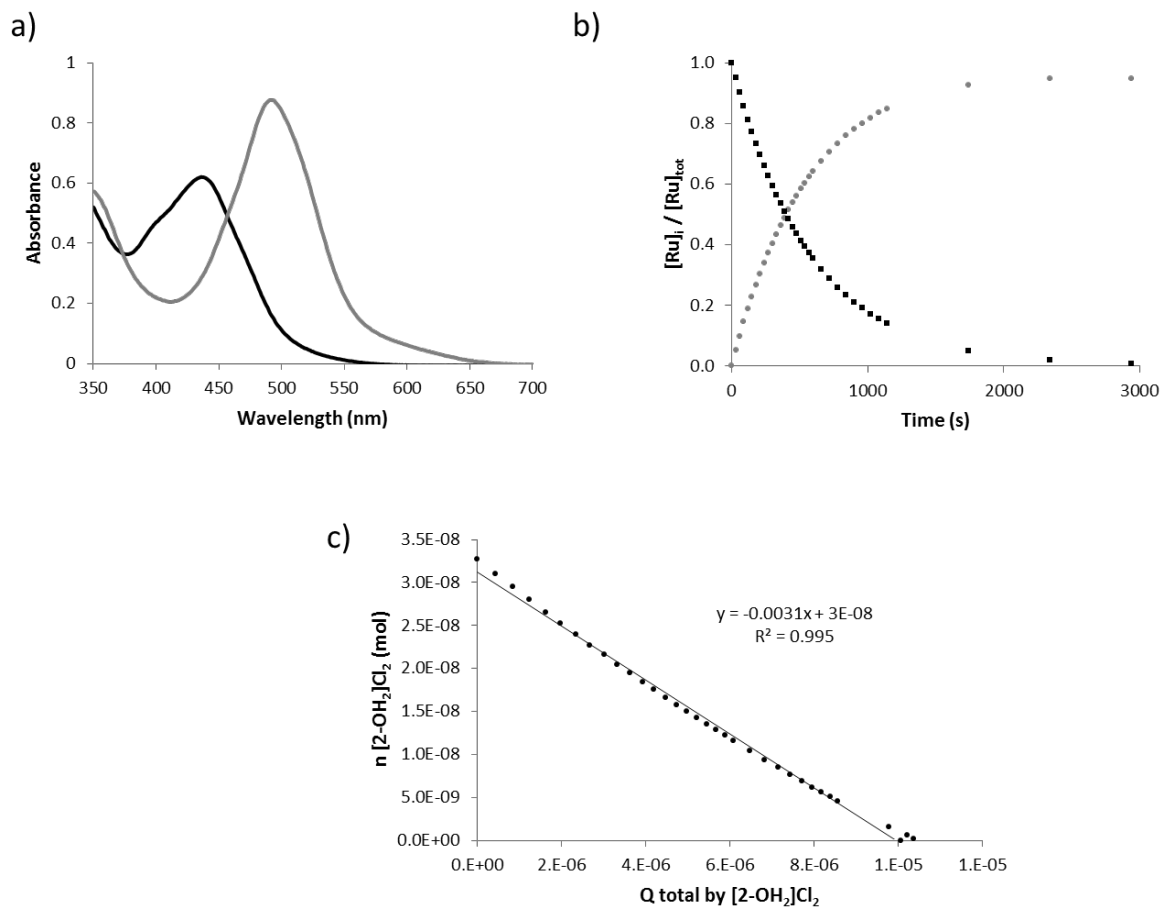 a)
1
0.8
0.6
0.4
0.2
0
Absorbance
350 400 450 500 550 600 650 700
Wavelength (nm)
b)
1.0
0.8
0.6
0.4
0.2
0.0
[Ru]i / [Ru]tot
0 1000 2000 3000
Time (s)
c)
3.5E-08
3.0E-08
2.5E-08
2.0E-08
1.5E-08
1.0E-08
5.0E-09
0.0E+00
n [2-OH2]Cl2 (mol)
y = -0.0031x + 3E-08
R² = 0.995
0.E+00 2.E-06 4.E-06 6.E-06 8.E-06 1.E-05 1.E-05
Q total by [2-OH2]Cl2